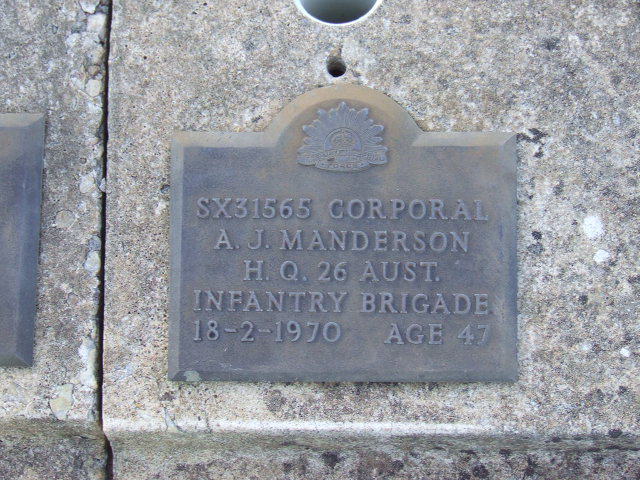 SX31565 CORPORAL
A. J. MANDERSON
H. Q. 26 AUST.
INFANTRY BRIGADE
18-2-1970 AGE 47